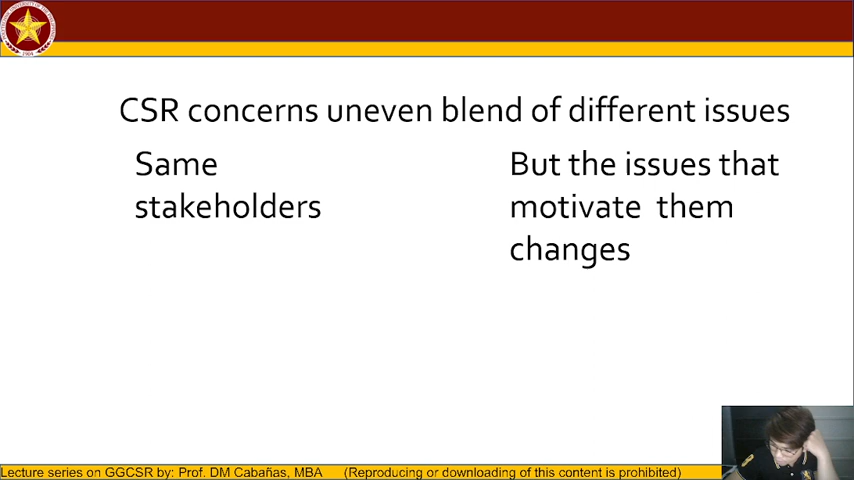 CSR concerns uneven blend of different issues
Same
stakeholders
But the issues that
motivate them
changes
Lecture series on GGCSR by: Prof. DM Cabañas, MBA (Reproducing or downloading of this content is prohibited)